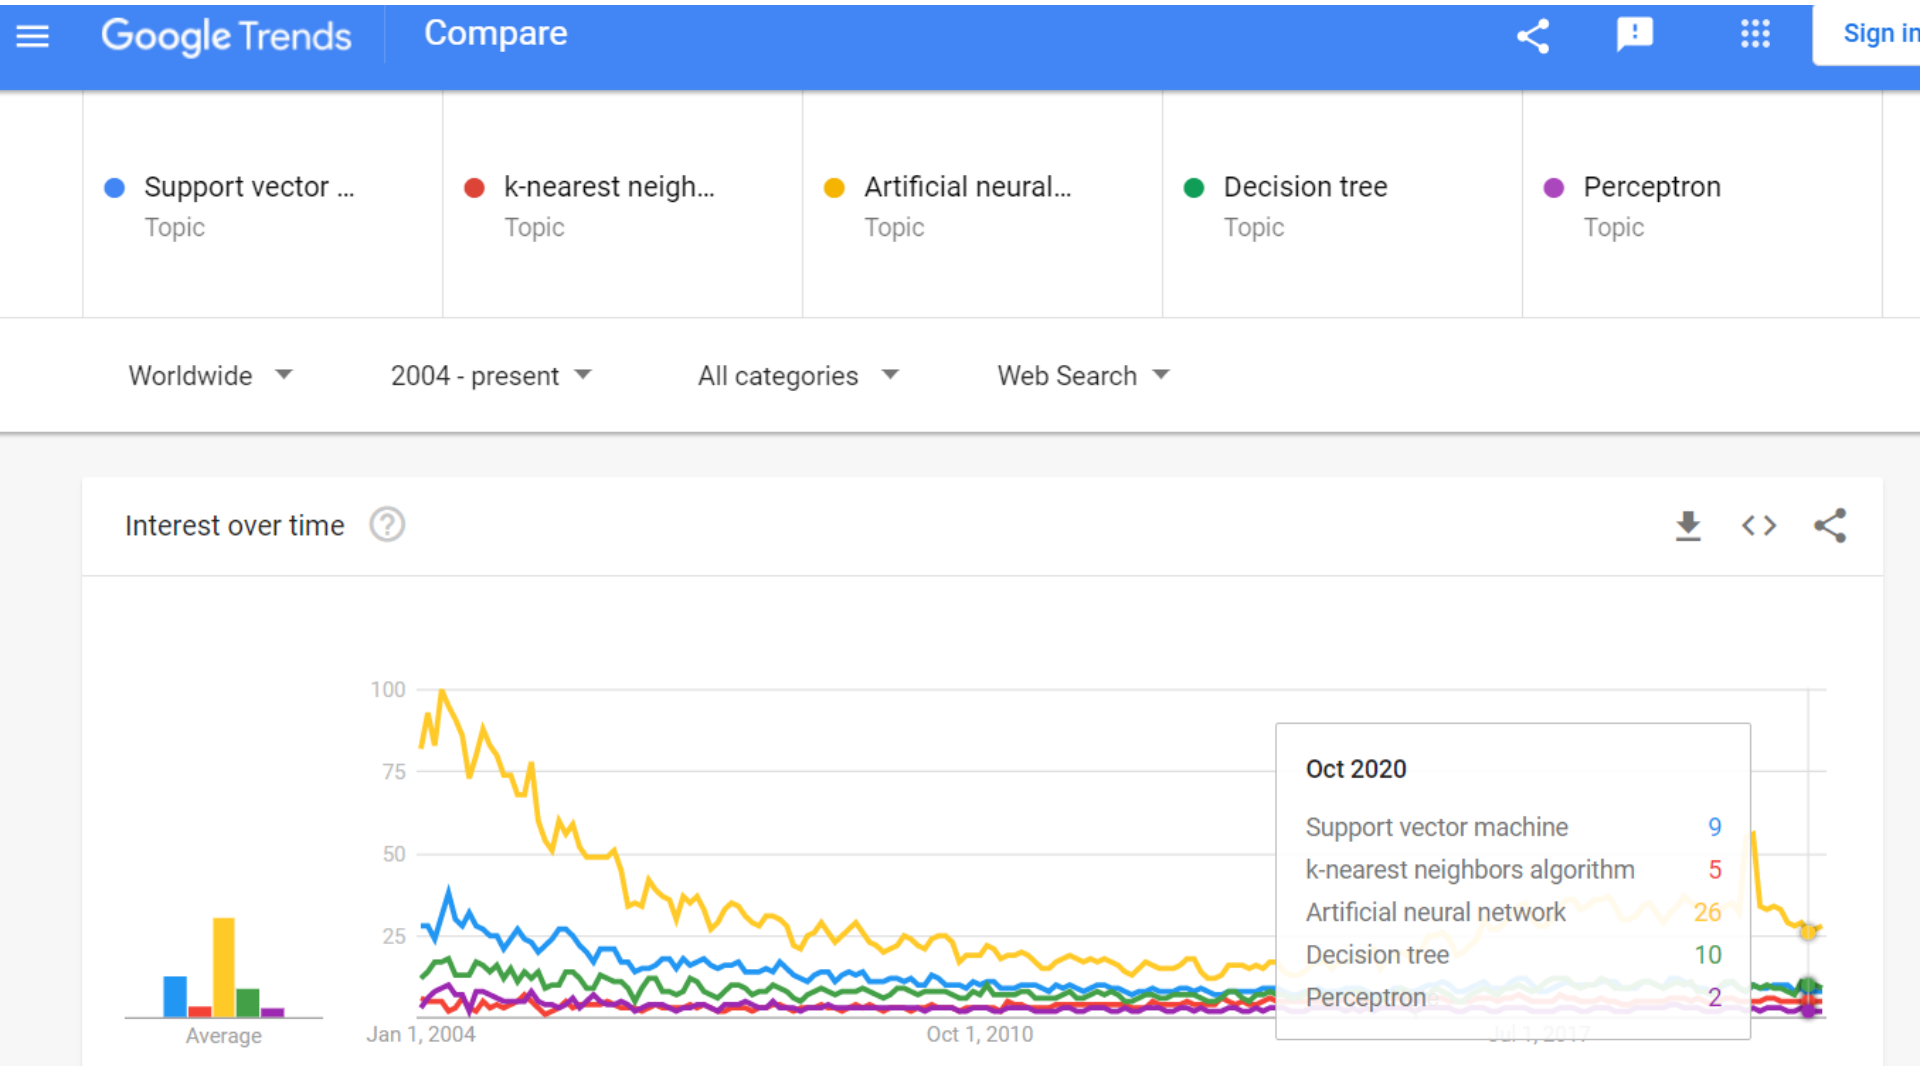 Google Trends Compare Sign in
Support vector ... k-nearest neigh... Artificial neural... Decision tree Perceptron
Topic Topic Topic Topic Topic
Worldwide 2004 - present All categories Web Search
Interest over time
100
75
50
25
Oct 2020
Support vector machine 9
k-nearest neighbors algorithm 5
Artificial neural network 26
Decision tree 10
Perceptron 2
Average Jan 1, 2004 Oct 1, 2010 Jul 1, 2017